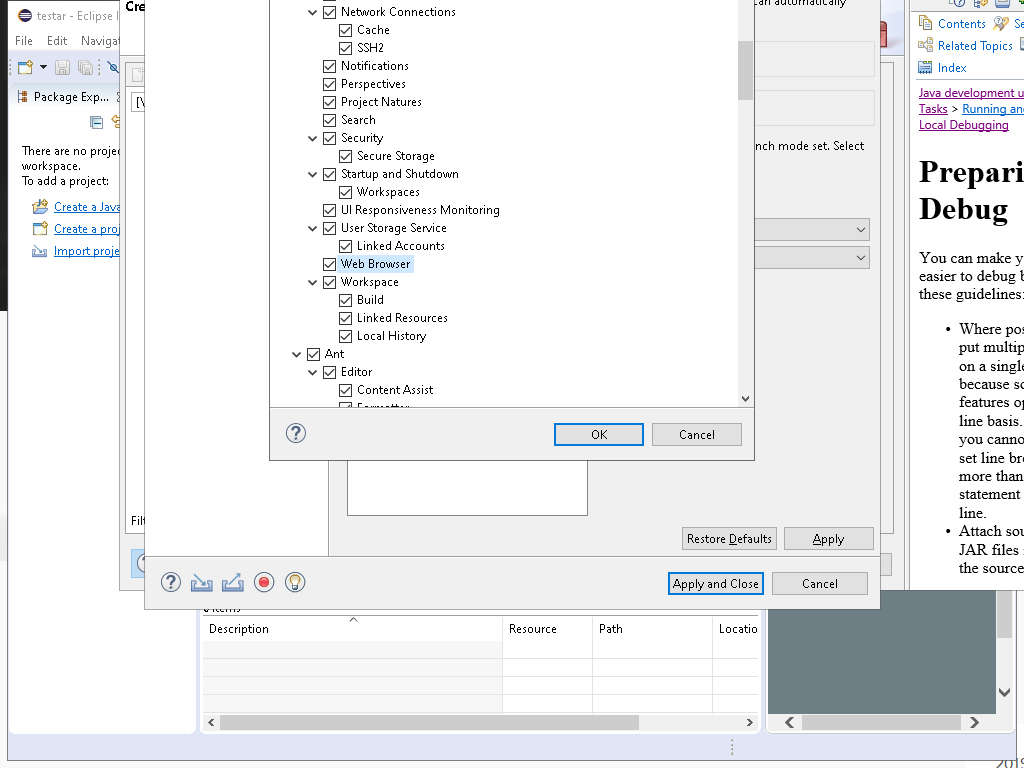 testar - Eclipse I
File Edit Navigat
Package Exp...
There are no projec
workspace.
To add a project:
Create a Java
Create a proj
Import proje
Cre
Filt
Network Connections
Cache
SSH2
Notifications
Perspectives
Project Natures
Search
Security
Secure Storage
Startup and Shutdown
Workspaces
UI Responsiveness Monitoring
User Storage Service
Linked Accounts
Web Browser
Workspace
Build
Linked Resources
Local History
Ant
Editor
Content Assist
OK
Cancel
can automatically
nch mode set. Select
Restore Defaults
Apply
Apply and Close
Cancel
Description
Resource
Path
Locatio
Contents
Se
Related Topics
Index
Java development u
Tasks > Running and
Local Debugging
Prepari
Debug
You can make y
easier to debug b
these guidelines:
• Where pos
put multip
on a single
because so
features op
line basis.
you canno
set line bre
more than
statement
line.
• Attach sou
JAR files
the source
2019